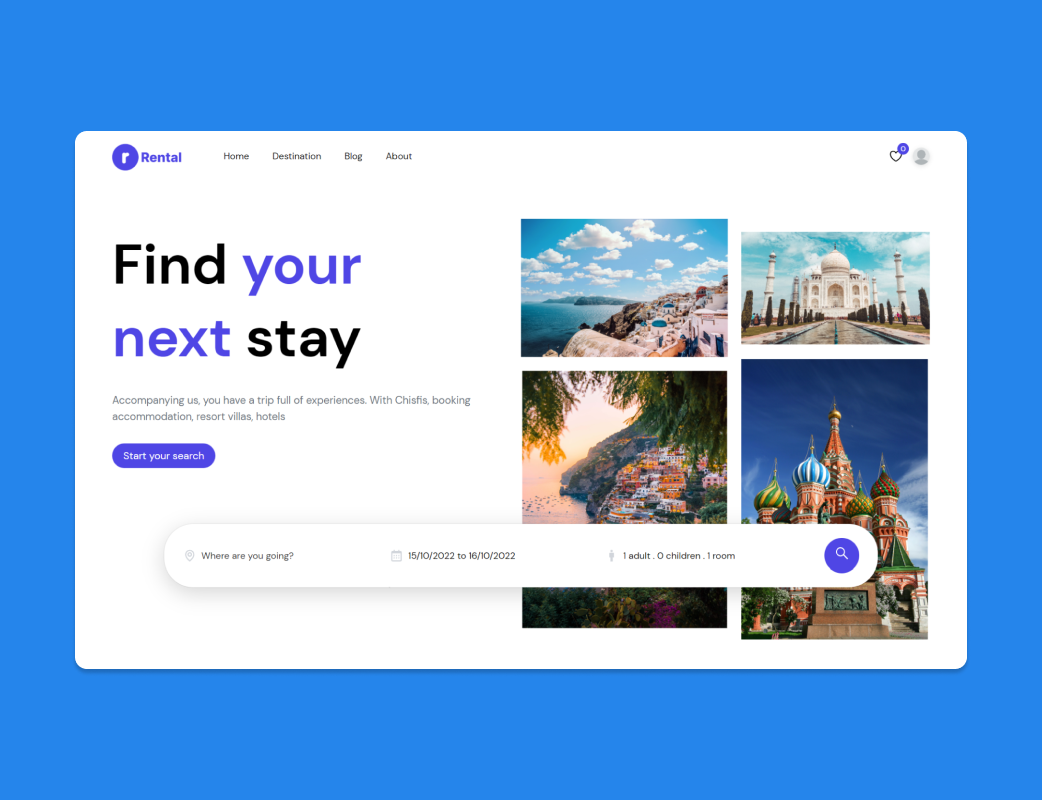 r Rental
Home Destination Blog About
0
Find your
next stay
Accompanying us, you have a trip full of experiences. With Chisfis, booking
accommodation, resort villas, hotels
Start your search
Where are you going?
15/10/2022 to 16/10/2022
1 adult . 0 children . 1 room